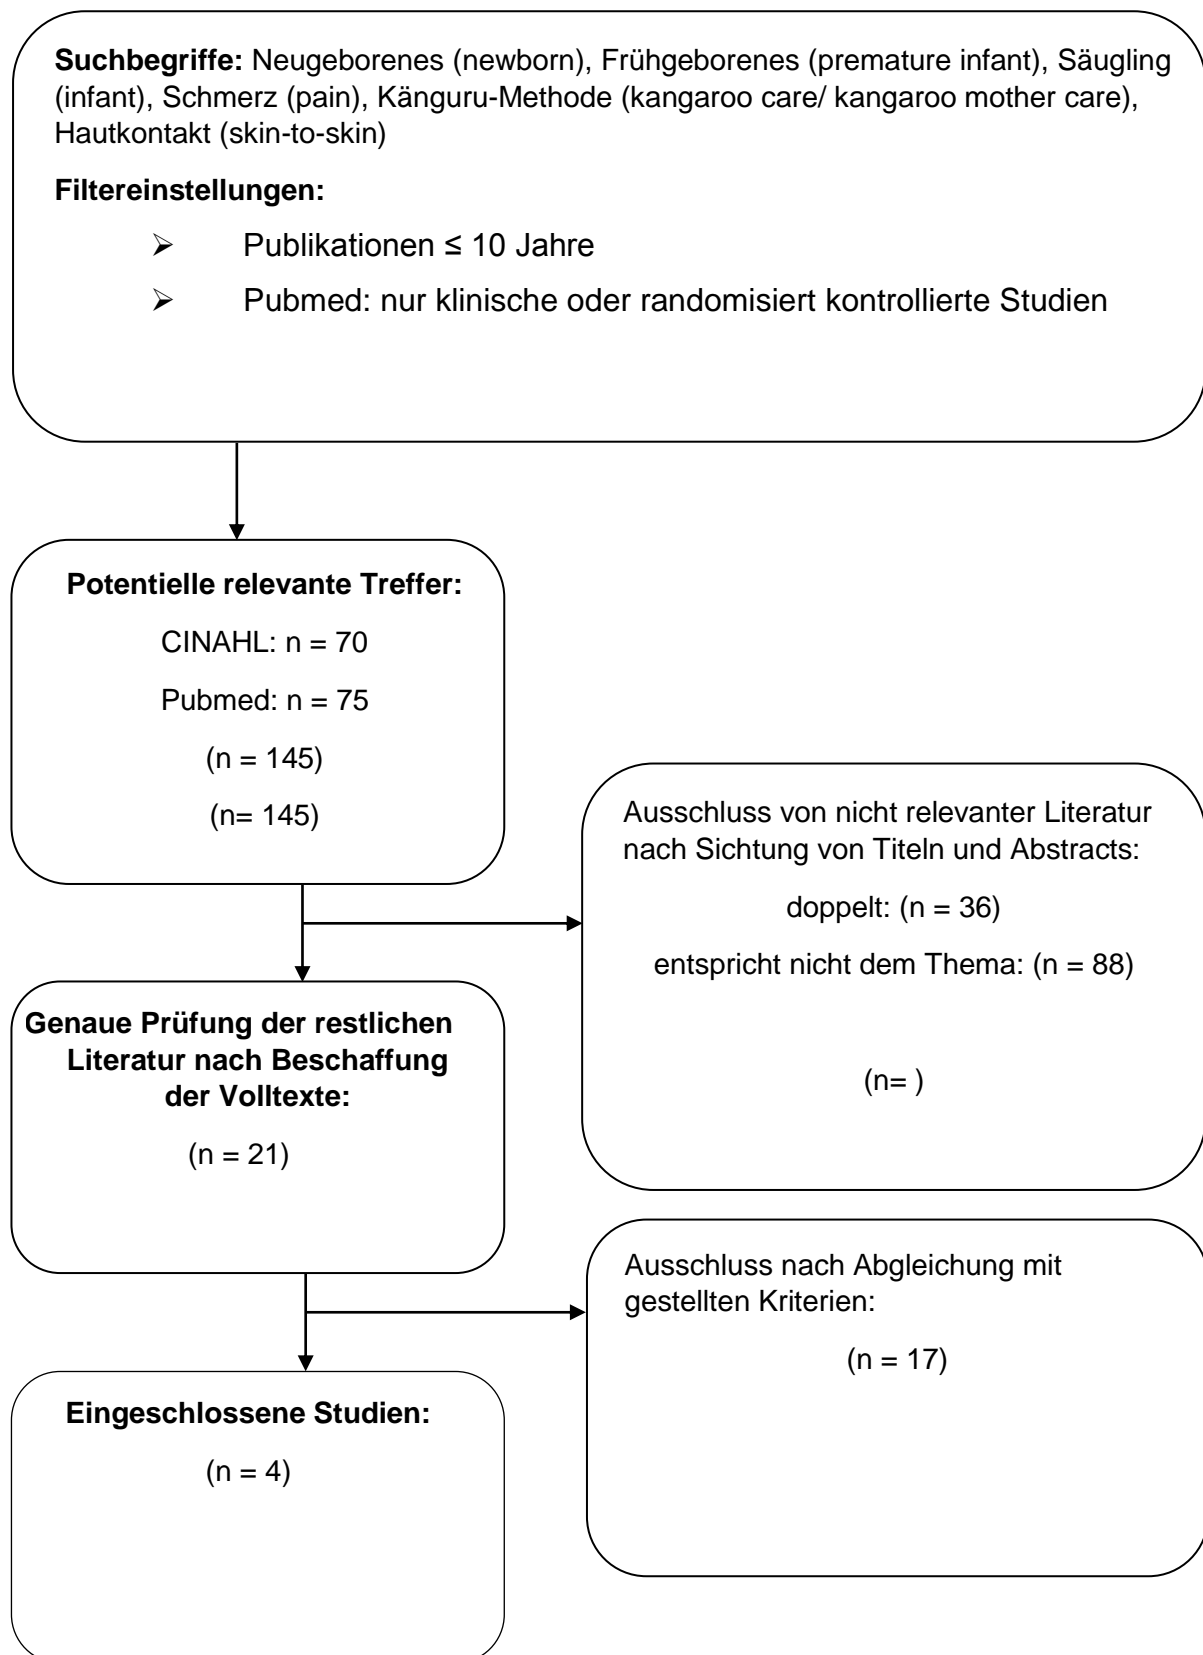 Suchbegriffe: Neugeborenes (newborn), Frühgeborenes (premature infant), Säugling
(infant), Schmerz (pain), Känguru-Methode (kangaroo care/ kangaroo mother care),
Hautkontakt (skin-to-skin)
Filtereinstellungen:
➢ Publikationen ≤ 10 Jahre
➢ Pubmed: nur klinische oder randomisiert kontrollierte Studien
Potentielle relevante Treffer:
CINAHL: n = 70
Pubmed: n = 75
(n = 145)
(n= 145)
Ausschluss von nicht relevanter Literatur
nach Sichtung von Titeln und Abstracts:
doppelt: (n = 36)
entspricht nicht dem Thema: (n = 88)
(n= )
Genaue Prüfung der restlichen
Literatur nach Beschaffung
der Volltexte:
(n = 21)
Ausschluss nach Abgleichung mit
gestellten Kriterien:
(n = 17)
Eingeschlossene Studien:
(n = 4)